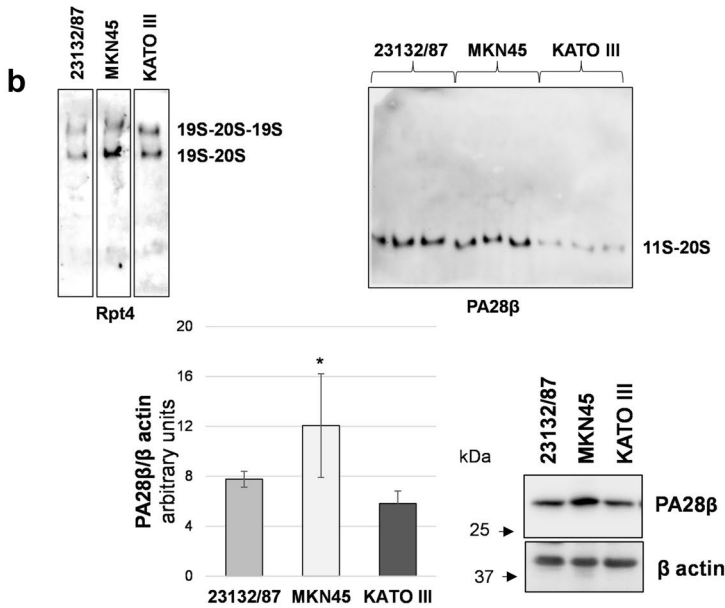 b
23132/87
MKN45
KATO III
19S-20S-19S
19S-20S
Rpt4
23132/87 MKN45 KATO III
11S-20S
PA28β
20
16
12
8
4
0
PA28β/β actin
arbitrary units
*
23132/87 MKN45 KATO III
23132/87
MKN45
KATO III
kDa
PA28β
25
β actin
37